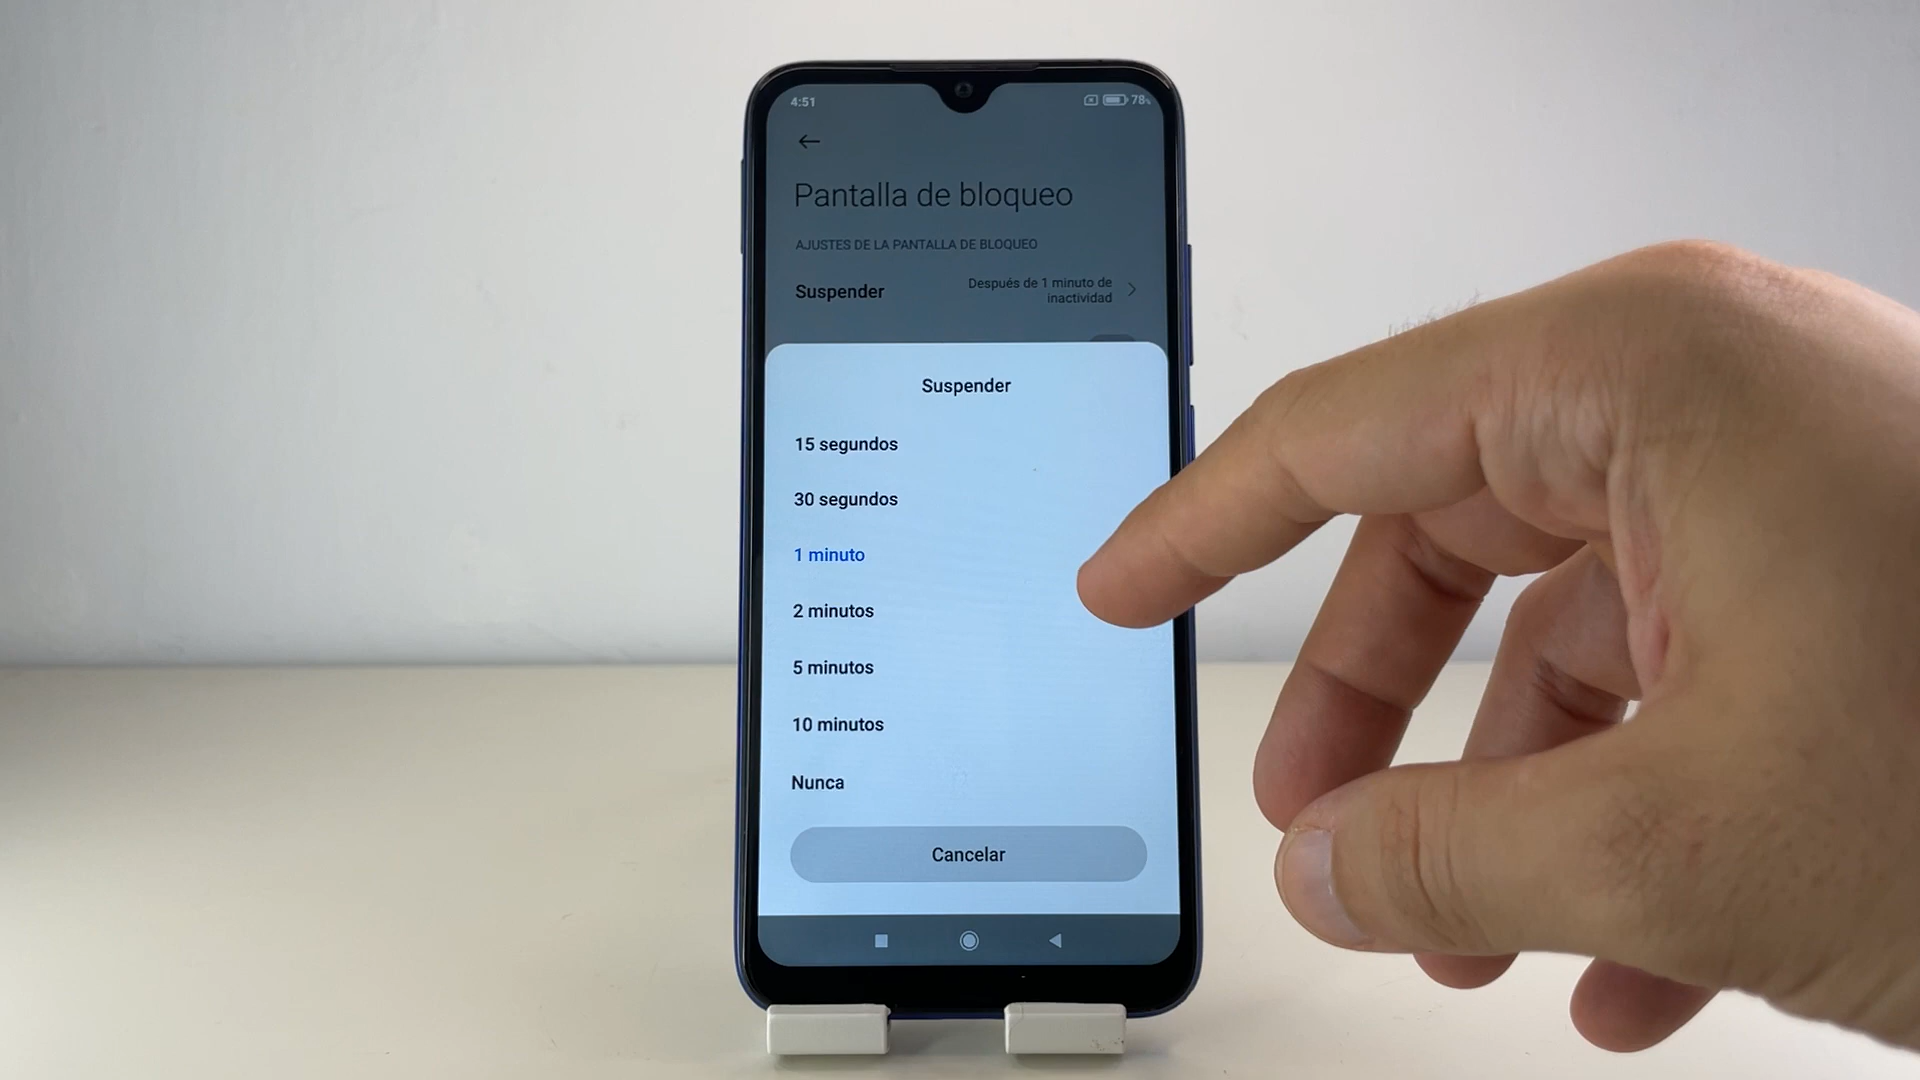 4:51
78%
Pantalla de bloqueo
AJUSTES DE LA PANTALLA DE BLOQUEO
Suspender
Después de 1 minuto de
inactividad
Suspender
15 segundos
30 segundos
1 minuto
2 minutos
5 minutos
10 minutos
Nunca
Cancelar